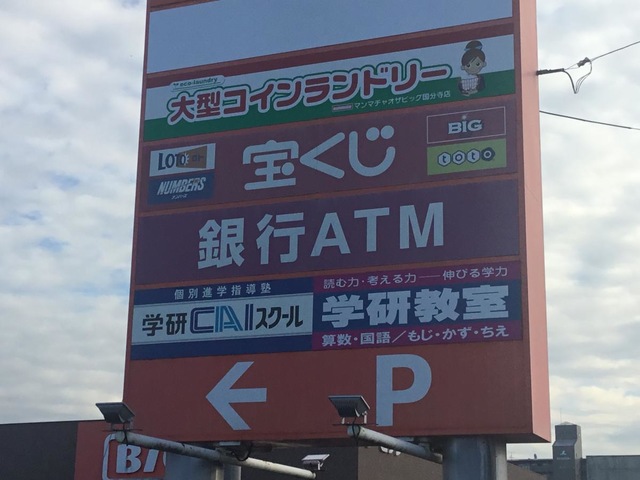 eco-laundry
大型コインランドリー
マンマチャオザビッグ国分寺店
宝くじ
LOTO
NUMBERS
BIG
toto
銀行ATM
個別進学指導塾
学研CAIスクール
読む力・考える力――伸びる学力
学研教室
算数・国語/もじ・かず・ちえ
← P